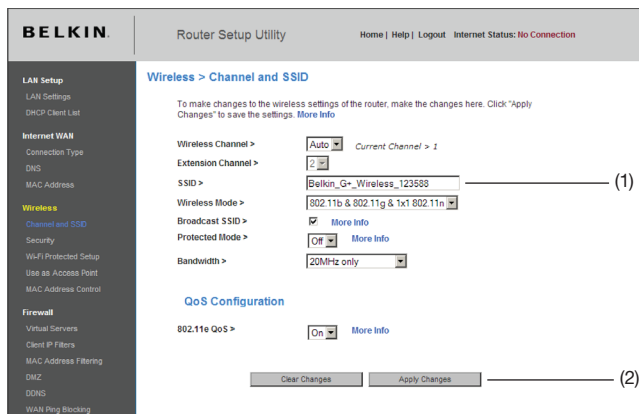 BELKIN.
Router Setup Utility
Home | Help | Logout Internet Status: No Connection
LAN Setup
LAN Settings
DHCP Client List
Internet WAN
Connection Type
DNS
MAC Address
Wireless
Channel and SSID
Security
Wi-Fi Protected Setup
Use as Access Point
MAC Address Control
Firewall
Virtual Servers
Client IP Filters
MAC Address Filtering
DMZ
DDNS
WAN Ping Blocking
Wireless > Channel and SSID
To make changes to the wireless settings of the router, make the changes here. Click "Apply
Changes" to save the settings. More Info
Wireless Channel > Auto Current Channel > 1
Extension Channel > 2
SSID > Belkin_G+_Wireless_123588 (1)
Wireless Mode > 802.11b & 802.11g & 1x1 802.11n
Broadcast SSID > More Info
Protected Mode > Off More Info
Bandwidth > 20MHz only
QoS Configuration
802.11e QoS > On More Info
Clear Changes Apply Changes (2)